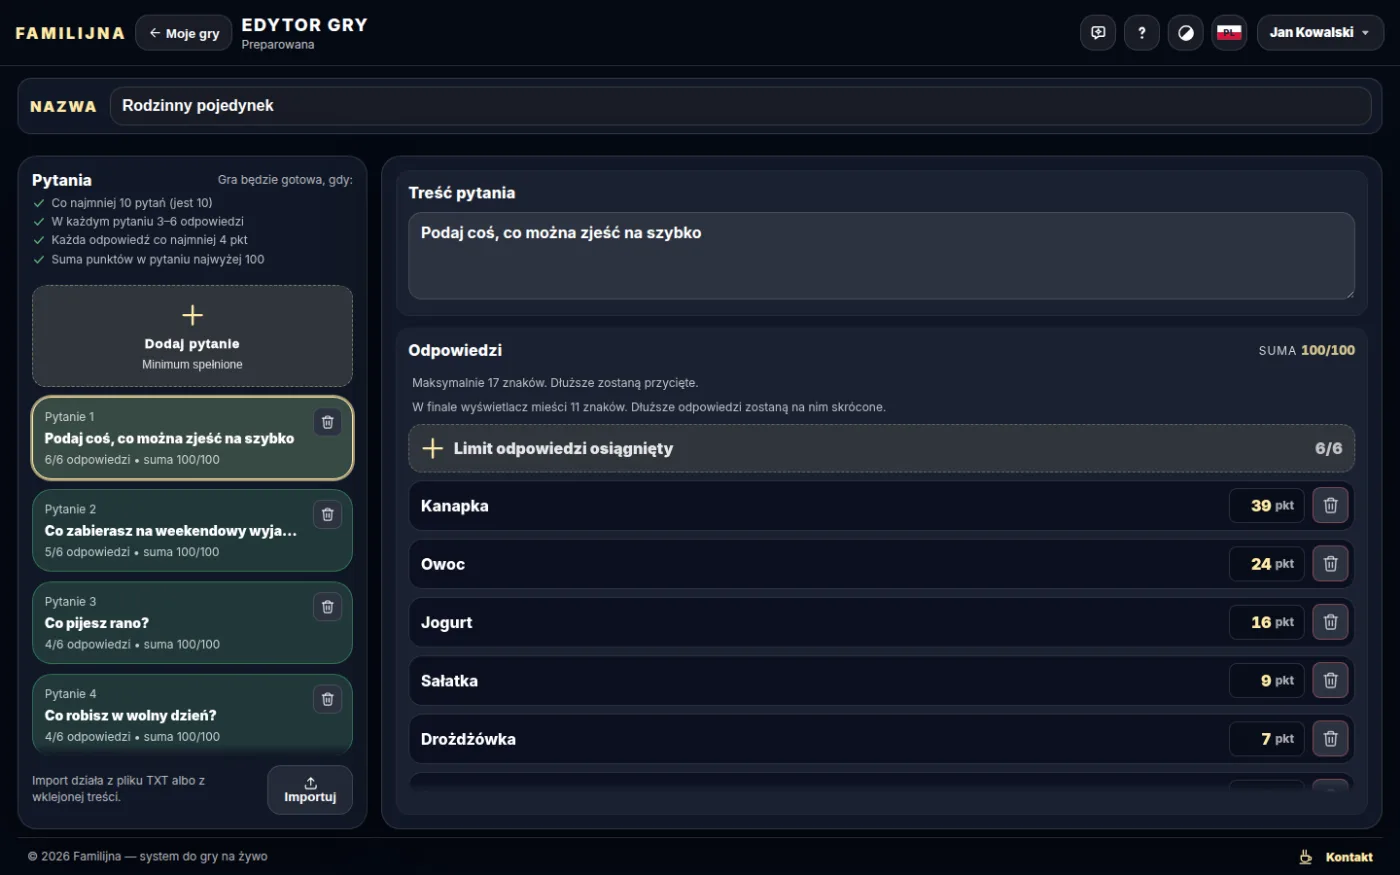 FAMILIJNA
← Moje gry
EDYTOR GRY
Preparowana
?
PL
Jan Kowalski
NAZWA
Rodzinny pojedynek
Pytania
Gra będzie gotowa, gdy:
Co najmniej 10 pytań (jest 10)
W każdym pytaniu 3–6 odpowiedzi
Każda odpowiedź co najmniej 4 pkt
Suma punktów w pytaniu najwyżej 100
Dodaj pytanie
Minimum spełnione
Pytanie 1
Podaj coś, co można zjeść na szybko
6/6 odpowiedzi • suma 100/100
Pytanie 2
Co zabierasz na weekendowy wyja...
5/6 odpowiedzi • suma 100/100
Pytanie 3
Co pijesz rano?
4/6 odpowiedzi • suma 100/100
Pytanie 4
Co robisz w wolny dzień?
4/6 odpowiedzi • suma 100/100
Import działa z pliku TXT albo z
wklejonej treści.
Importuj
Treść pytania
Podaj coś, co można zjeść na szybko
Odpowiedzi
SUMA 100/100
Maksymalnie 17 znaków. Dłuższe zostaną przycięte.
W finale wyświetlacz mieści 11 znaków. Dłuższe odpowiedzi zostaną na nim skrócone.
Limit odpowiedzi osiągnięty
6/6
Kanapka
39 pkt
Owoc
24 pkt
Jogurt
16 pkt
Sałatka
9 pkt
Drożdżówka
7 pkt
© 2026 Familijna — system do gry na żywo
Kontakt